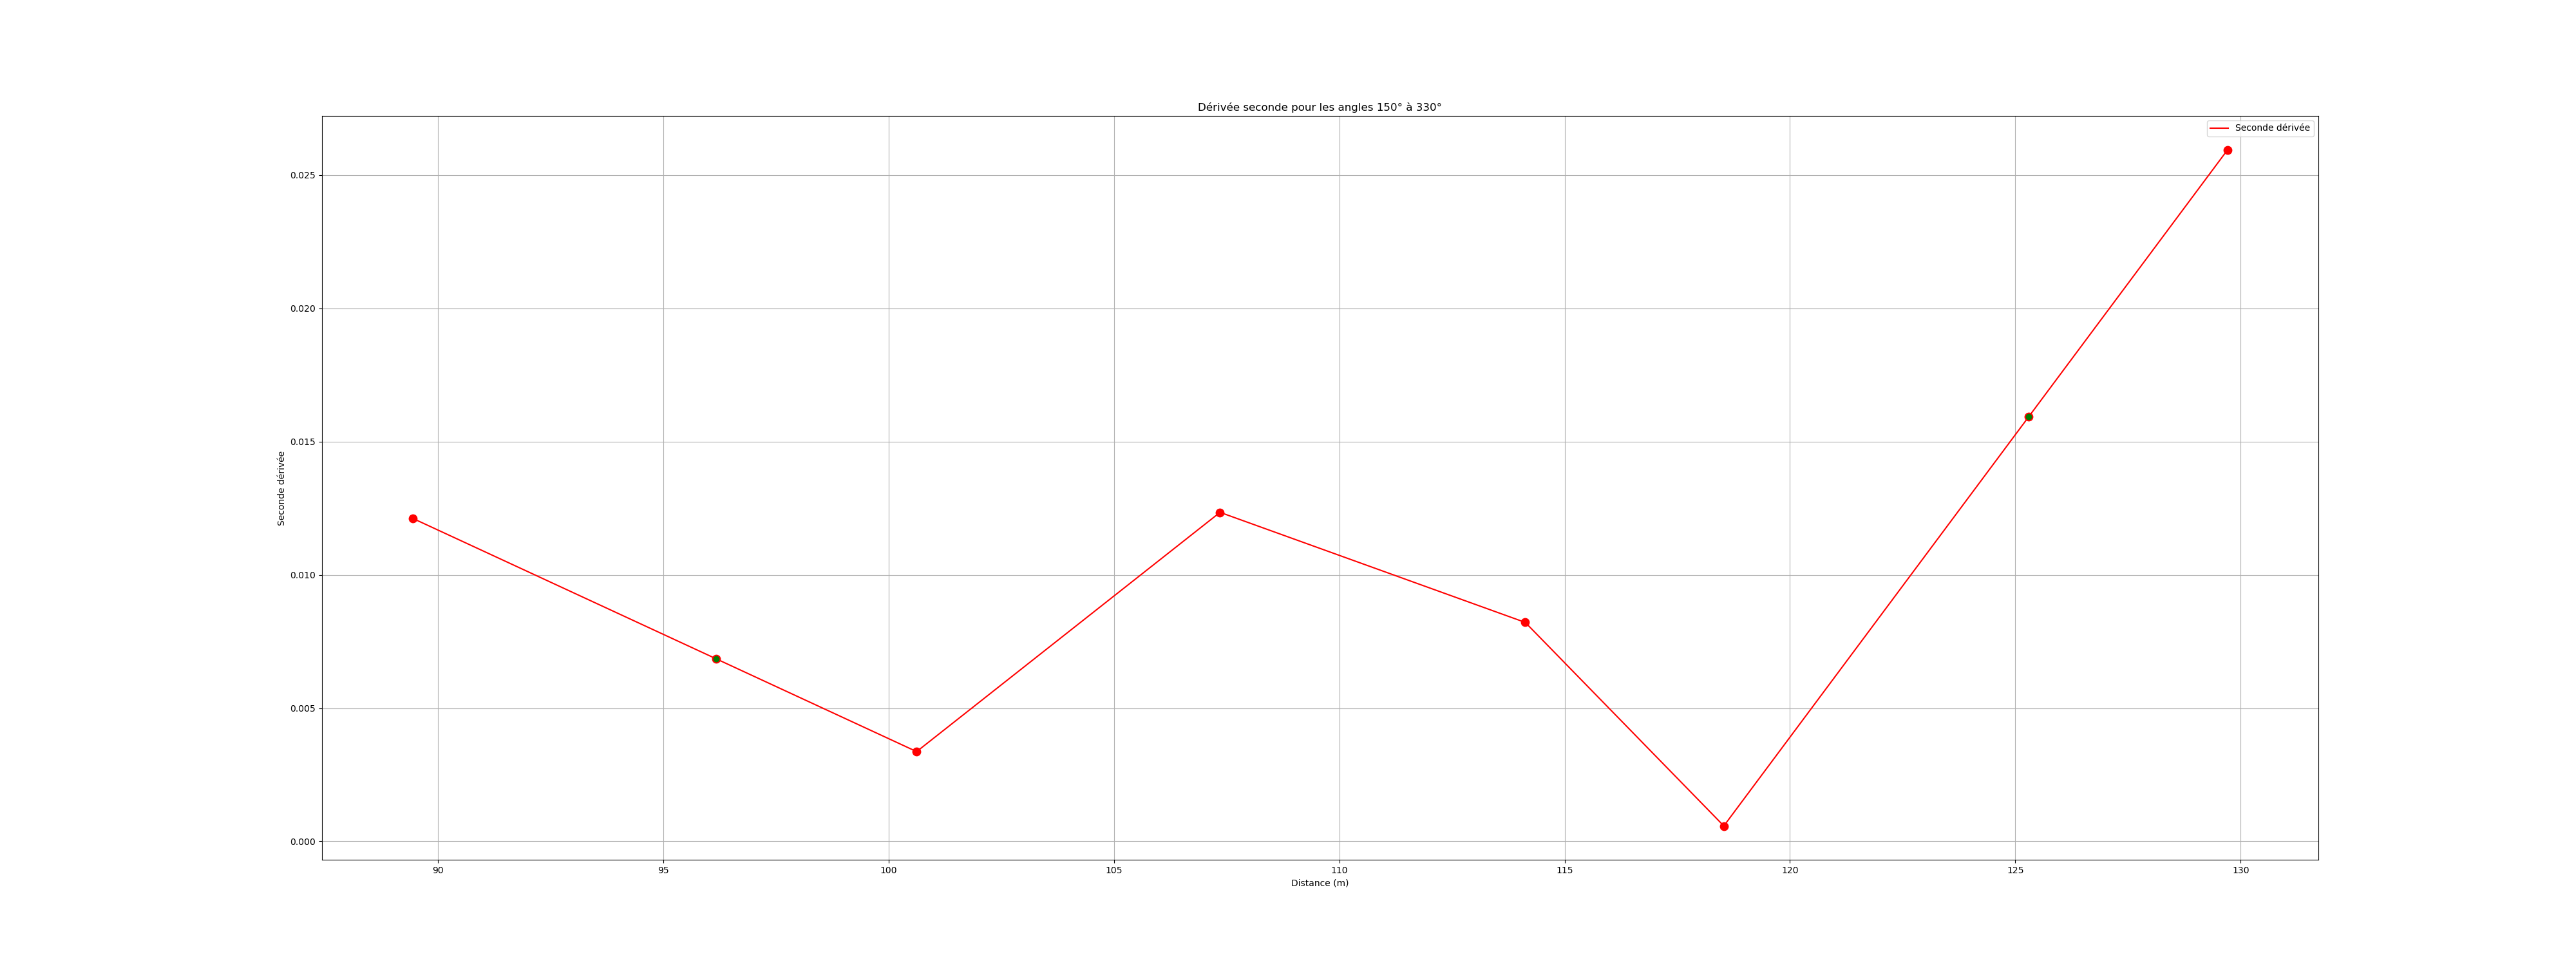 Dérivée seconde pour les angles 150° à 330°
Seconde dérivée
0.025
0.020
0.015
0.010
0.005
0.000
Seconde dérivée
90 95 100 105 110 115 120 125 130
Distance (m)